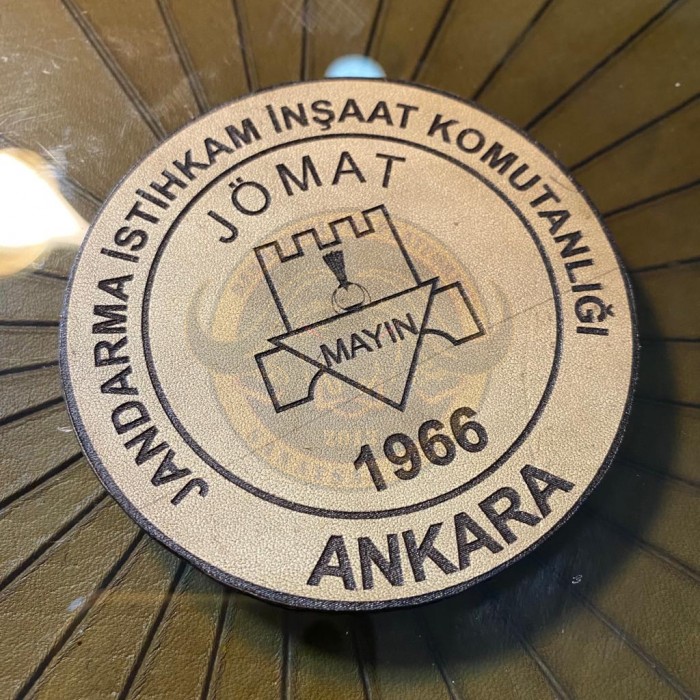 JANDARMA İSTİHKAM İNŞAAT KOMUTANLIĞI
JÖMAT
MAYIN
1966
ANKARA